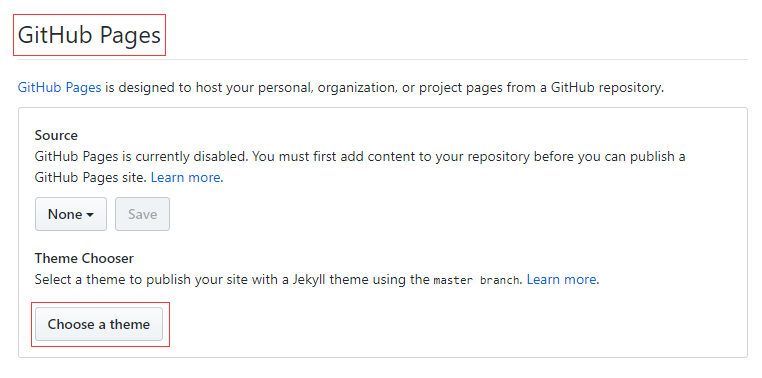 GitHub Pages
GitHub Pages is designed to host your personal, organization, or project pages from a GitHub repository.
Source
GitHub Pages is currently disabled. You must first add content to your repository before you can publish a
GitHub Pages site. Learn more.
None Save
Theme Chooser
Select a theme to publish your site with a Jekyll theme using the master branch. Learn more.
Choose a theme